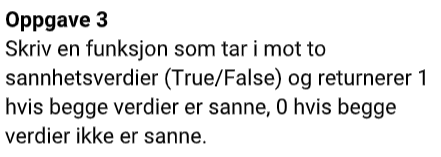 Oppgave 3
Skriv en funksjon som tar i mot to
sannhetsverdier (True/False) og returnerer 1
hvis begge verdier er sanne, 0 hvis begge
verdier ikke er sanne.